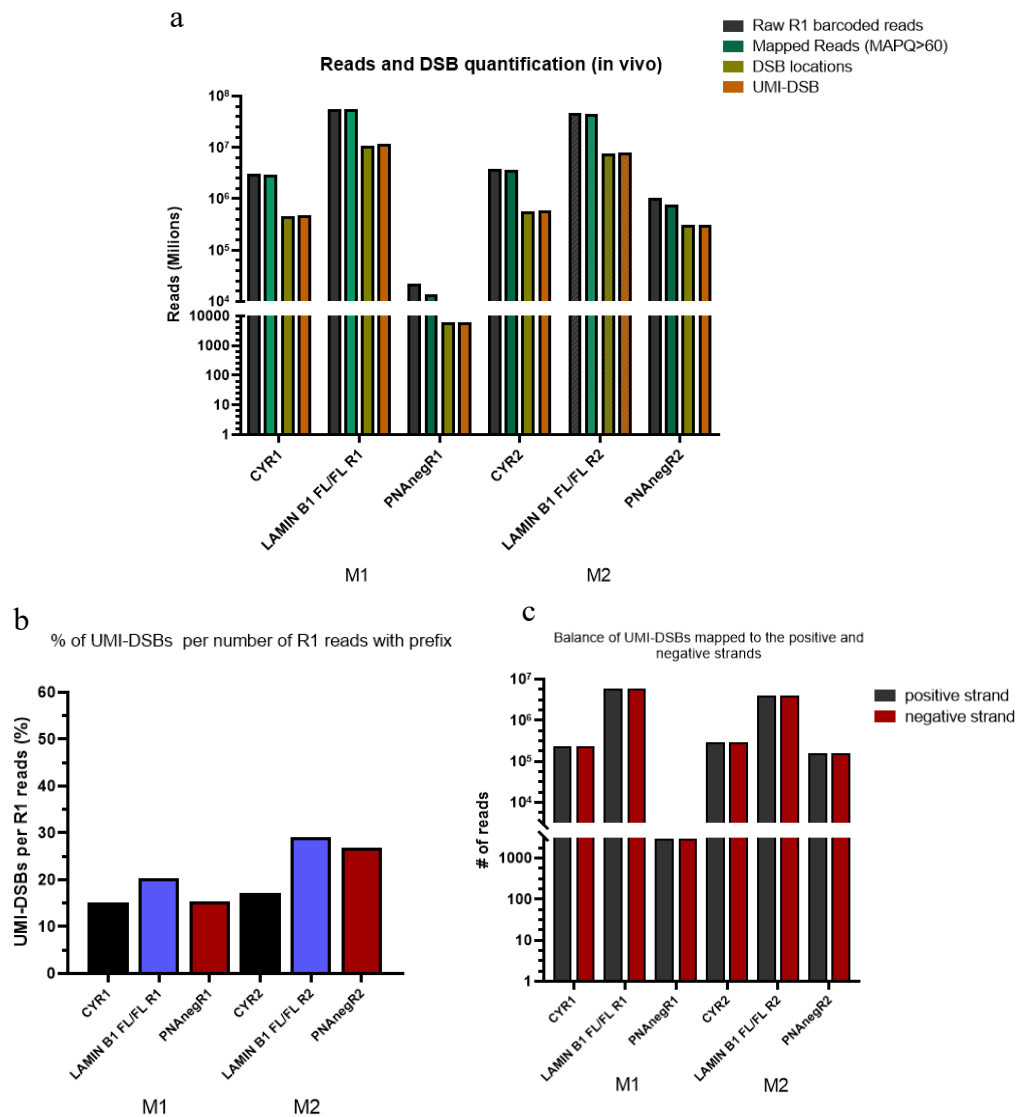 a
Raw R1 barcoded reads
Mapped Reads (MAPQ>60)
DSB locations
UMI-DSB
Reads and DSB quantification (in vivo)
Reads (Millions)
10⁸
10⁷
10⁶
10⁵
10⁴
10000
1000
100
10
1
CYR1
LAMIN B1 FL/FL R1
PNAnegR1
CYR2
LAMIN B1 FL/FL R2
PNAnegR2
M1
M2
b
% of UMI-DSBs per number of R1 reads with prefix
UMI-DSBs per R1 reads (%)
60
50
40
30
20
10
0
CYR1
LAMIN B1 FL/FL R1
PNAnegR1
CYR2
LAMIN B1 FL/FL R2
PNAnegR2
M1
M2
c
Balance of UMI-DSBs mapped to the positive and
negative strands
positive strand
negative strand
# of reads
10⁷
10⁶
10⁵
10⁴
1000
100
10
1
CYR1
LAMIN B1 FL/FL R1
PNAnegR1
CYR2
LAMIN B1 FL/FL R2
PNAnegR2
M1
M2